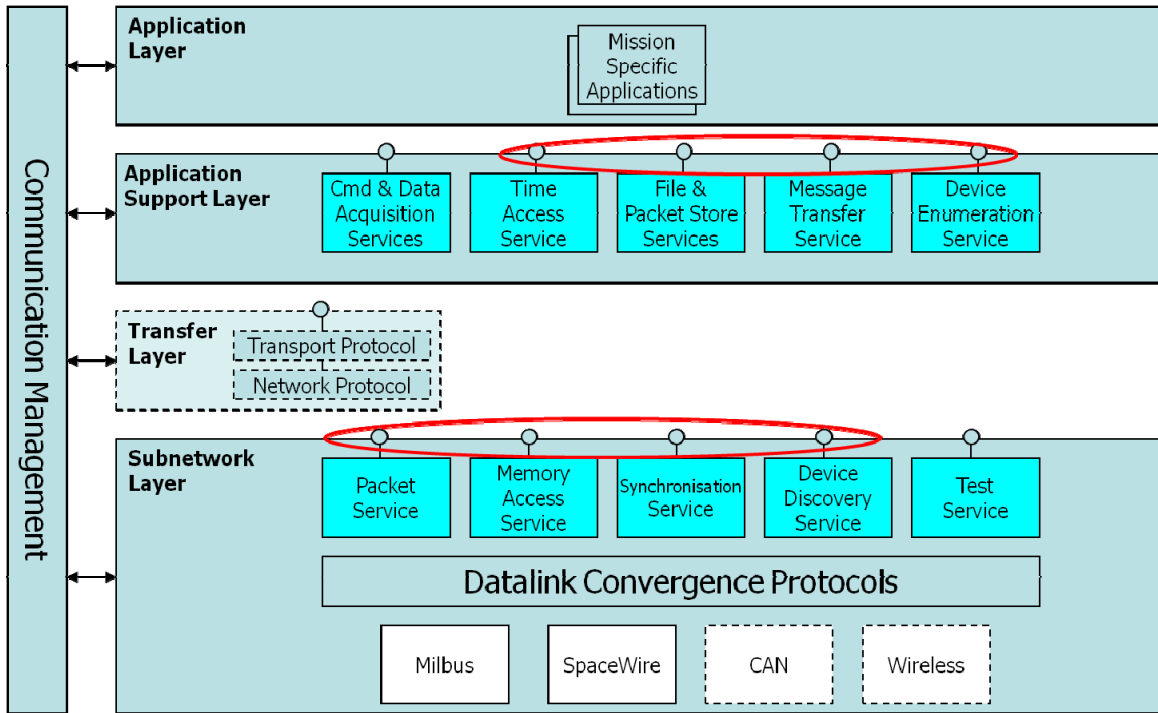 Communication Management
Application
Layer
Mission
Specific
Applications
Application
Support Layer
Cmd & Data
Acquisition
Services
Time
Access
Service
File &
Packet Store
Services
Message
Transfer
Service
Device
Enumeration
Service
Transfer
Layer
Transport Protocol
Network Protocol
Subnetwork
Layer
Packet
Service
Memory
Access
Service
Synchronisation
Service
Device
Discovery
Service
Test
Service
Datalink Convergence Protocols
Milbus
SpaceWire
CAN
Wireless